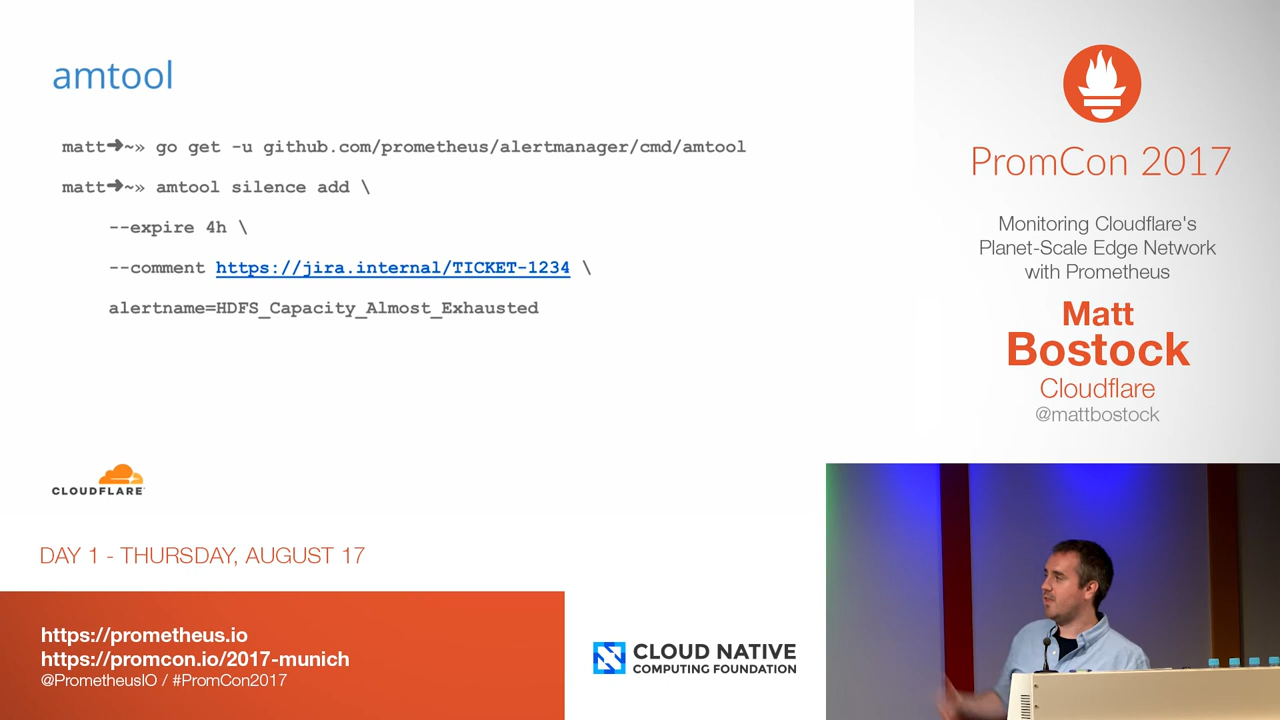 amtool
matt➜~» go get -u github.com/prometheus/alertmanager/cmd/amtool
matt➜~» amtool silence add \
--expire 4h \
--comment https://jira.internal/TICKET-1234 \
alertname=HDFS_Capacity_Almost_Exhausted
CLOUDFLARE
PromCon 2017
Monitoring Cloudflare's
Planet-Scale Edge Network
with Prometheus
Matt
Bostock
Cloudflare
@mattbostock
DAY 1 - THURSDAY, AUGUST 17
https://prometheus.io
https://promcon.io/2017-munich
@PrometheusIO / #PromCon2017
CLOUD NATIVE
COMPUTING FOUNDATION